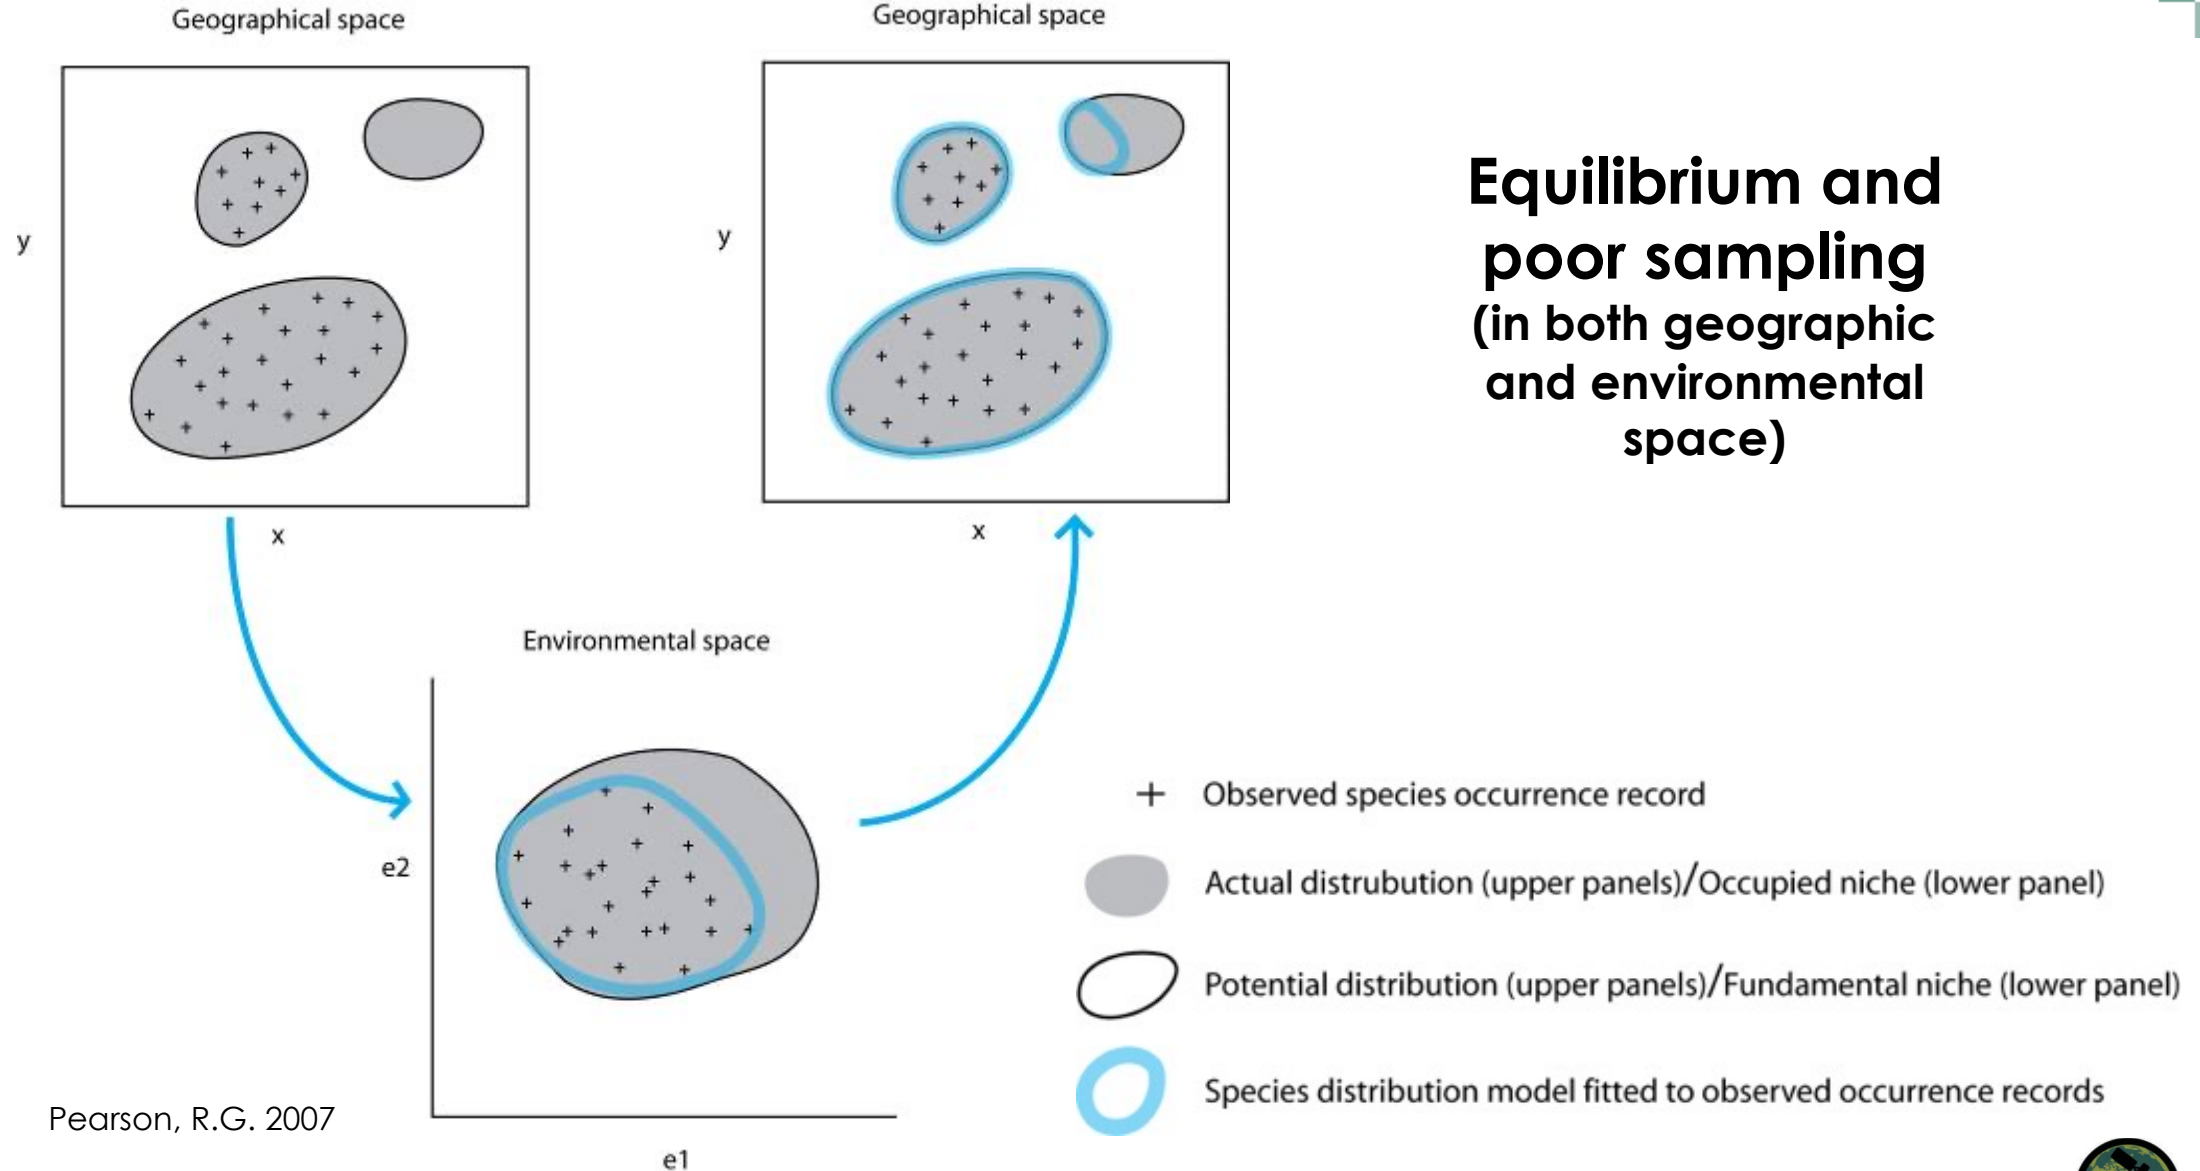 Geographical space
Geographical space
y
x
y
x
Equilibrium and
poor sampling
(in both geographic
and environmental
space)
Environmental space
e2
e1
+ Observed species occurrence record
Actual distrubution (upper panels)/Occupied niche (lower panel)
Potential distribution (upper panels)/Fundamental niche (lower panel)
Species distribution model fitted to observed occurrence records
Pearson, R.G. 2007